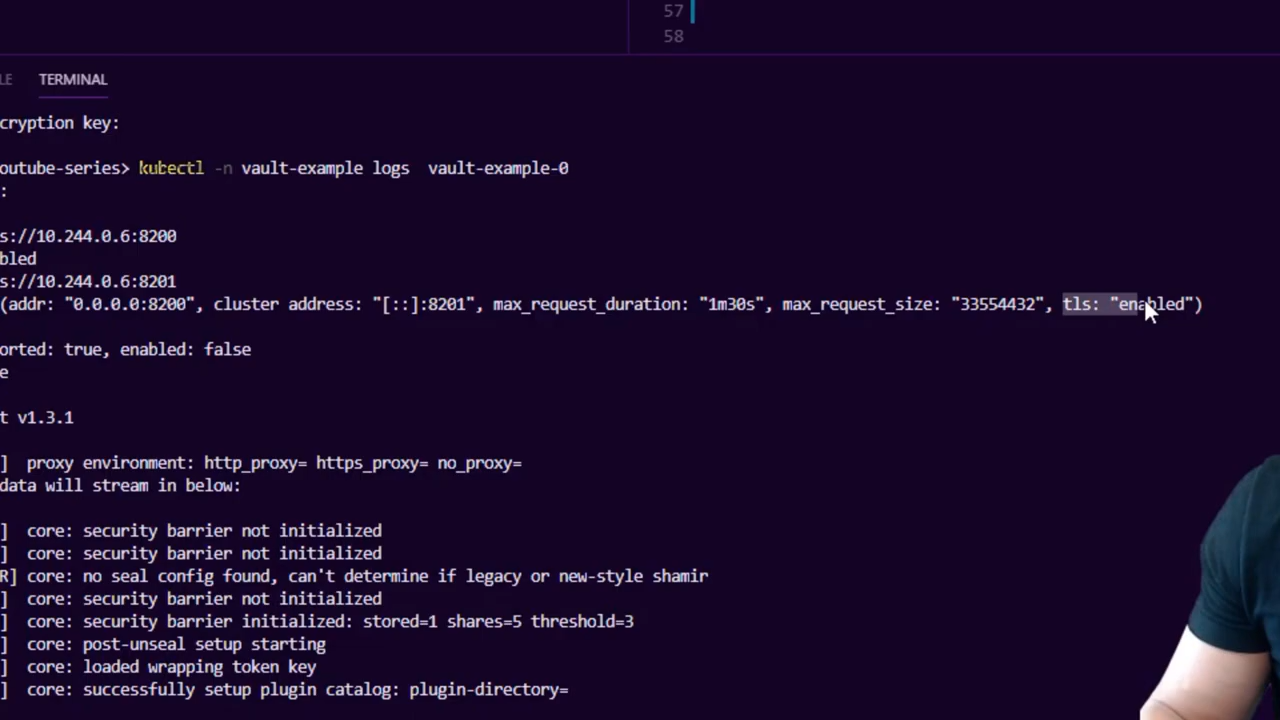 57
58
LE TERMINAL
cryption key:
outube-series> kubectl -n vault-example logs  vault-example-0
:
s://10.244.0.6:8200
bled
s://10.244.0.6:8201
(addr: "0.0.0.0:8200", cluster address: "[::]:8201", max_request_duration: "1m30s", max_request_size: "33554432", tls: "enabled")
orted: true, enabled: false
e
t v1.3.1
]  proxy environment: http_proxy= https_proxy= no_proxy=
data will stream in below:
]  core: security barrier not initialized
]  core: security barrier not initialized
R] core: no seal config found, can't determine if legacy or new-style shamir
]  core: security barrier not initialized
]  core: security barrier initialized: stored=1 shares=5 threshold=3
]  core: post-unseal setup starting
]  core: loaded wrapping token key
]  core: successfully setup plugin catalog: plugin-directory=